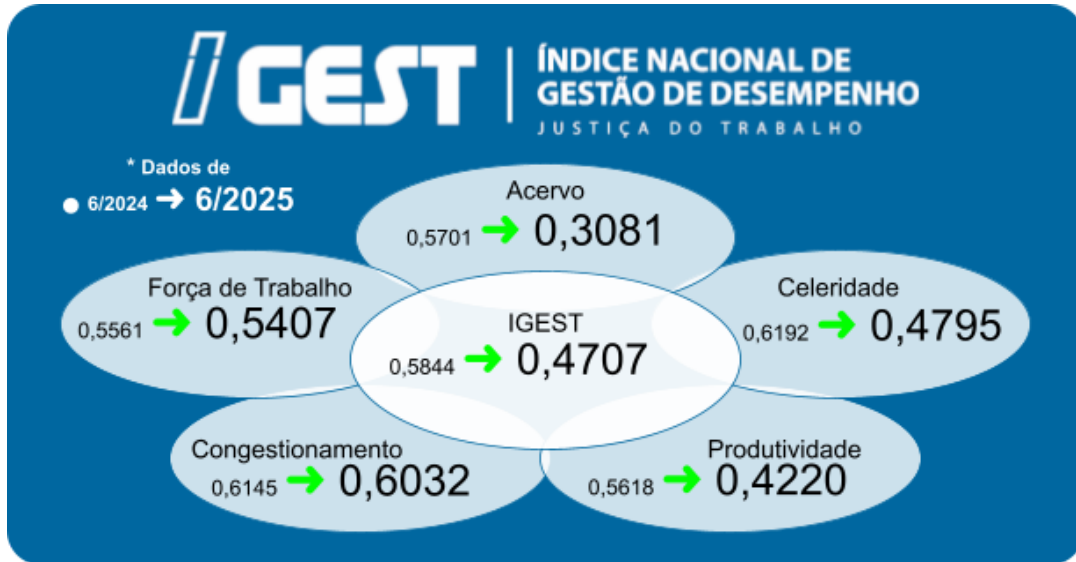 IGEST
ÍNDICE NACIONAL DE
GESTÃO DE DESEMPENHO
JUSTIÇA DO TRABALHO
* Dados de
6/2024 → 6/2025
Acervo
0,5701 → 0,3081
Força de Trabalho
0,5561 → 0,5407
Celeridade
0,6192 → 0,4795
IGEST
0,5844 → 0,4707
Congestionamento
0,6145 → 0,6032
Produtividade
0,5618 → 0,4220